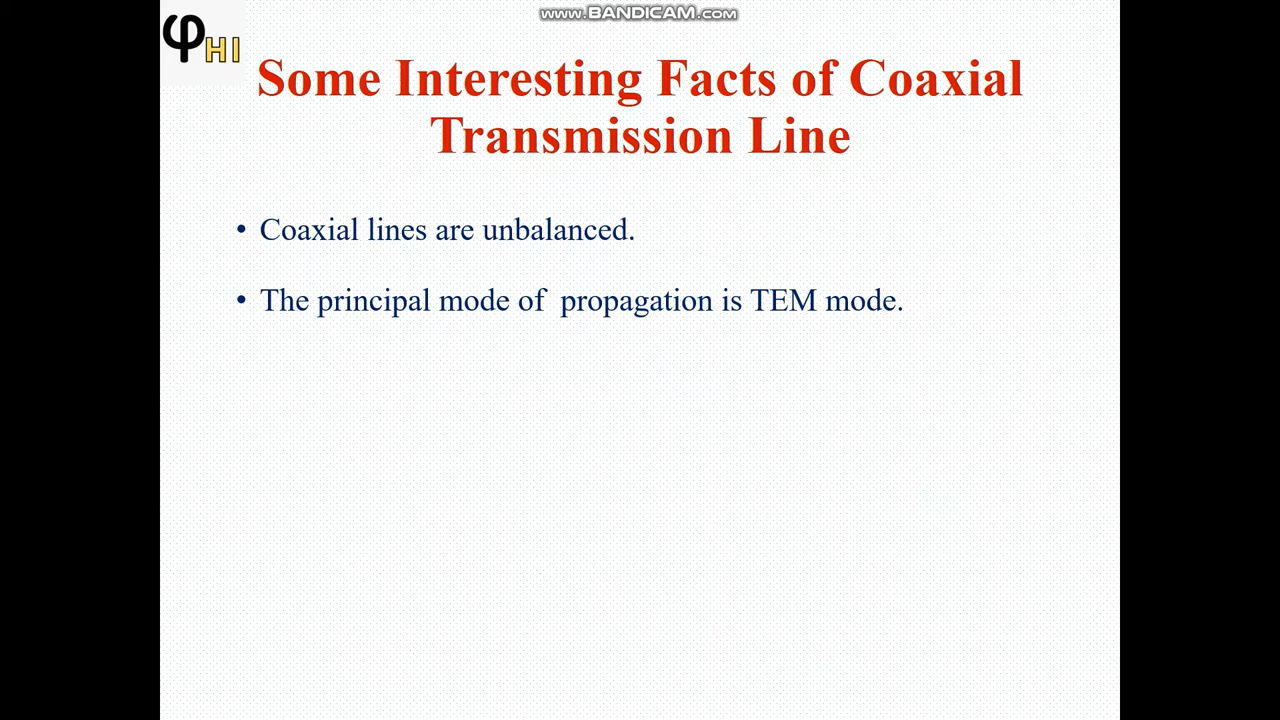 www.BANDICAM.com
φHI
Some Interesting Facts of Coaxial
Transmission Line
• Coaxial lines are unbalanced.
• The principal mode of  propagation is TEM mode.